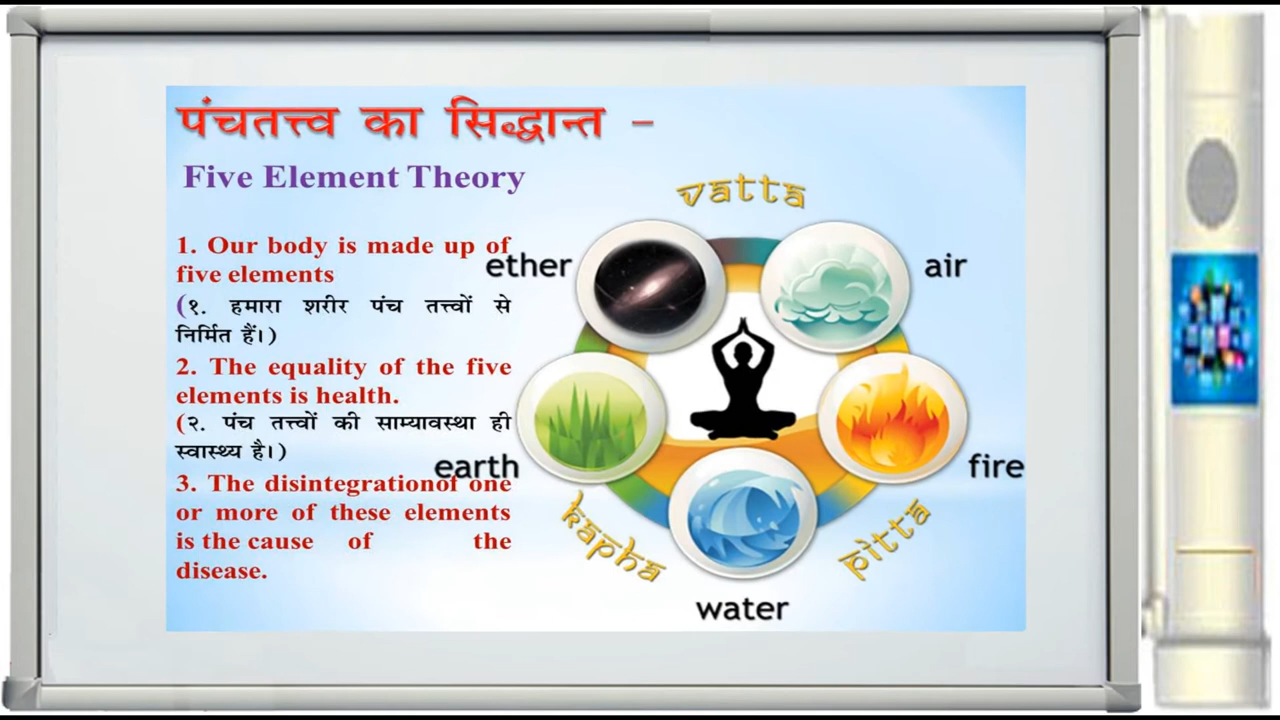 पंचतत्त्व का सिद्धान्त –
Five Element Theory
1. Our body is made up of
five elements
(१. हमारा शरीर पंच तत्त्वों से
निर्मित हैं।)
2. The equality of the five
elements is health.
(२. पंच तत्त्वों की साम्यावस्था ही
स्वास्थ्य है।)
3. The disintegrationof one
or more of these elements
is the cause of the
disease.
vatta
ether
air
earth
fire
kapha
pitta
water